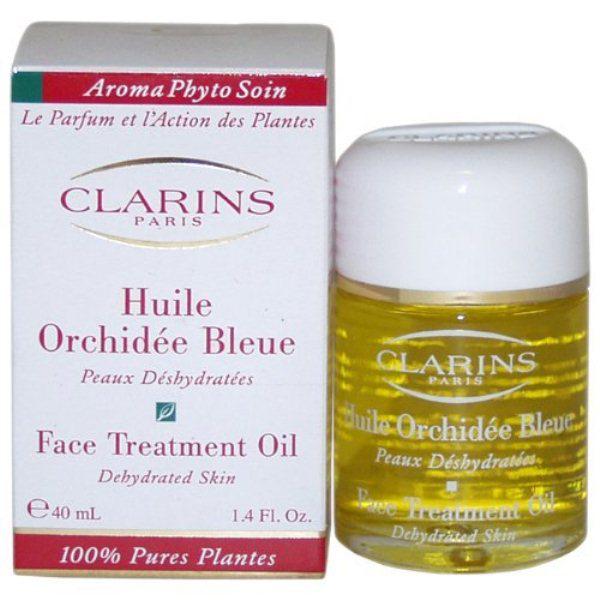 Aroma Phyto Soin
Le Parfum et l'Action des Plantes
CLARINS
PARIS
Huile
Orchidée Bleue
Peaux Déshydratées
Face Treatment Oil
Dehydrated Skin
℮ 40 mL 1.4 Fl. Oz.
100% Pures Plantes
CLARINS
PARIS
Huile Orchidée Bleue
Peaux Déshydratées
Face Treatment Oil
Dehydrated Skin